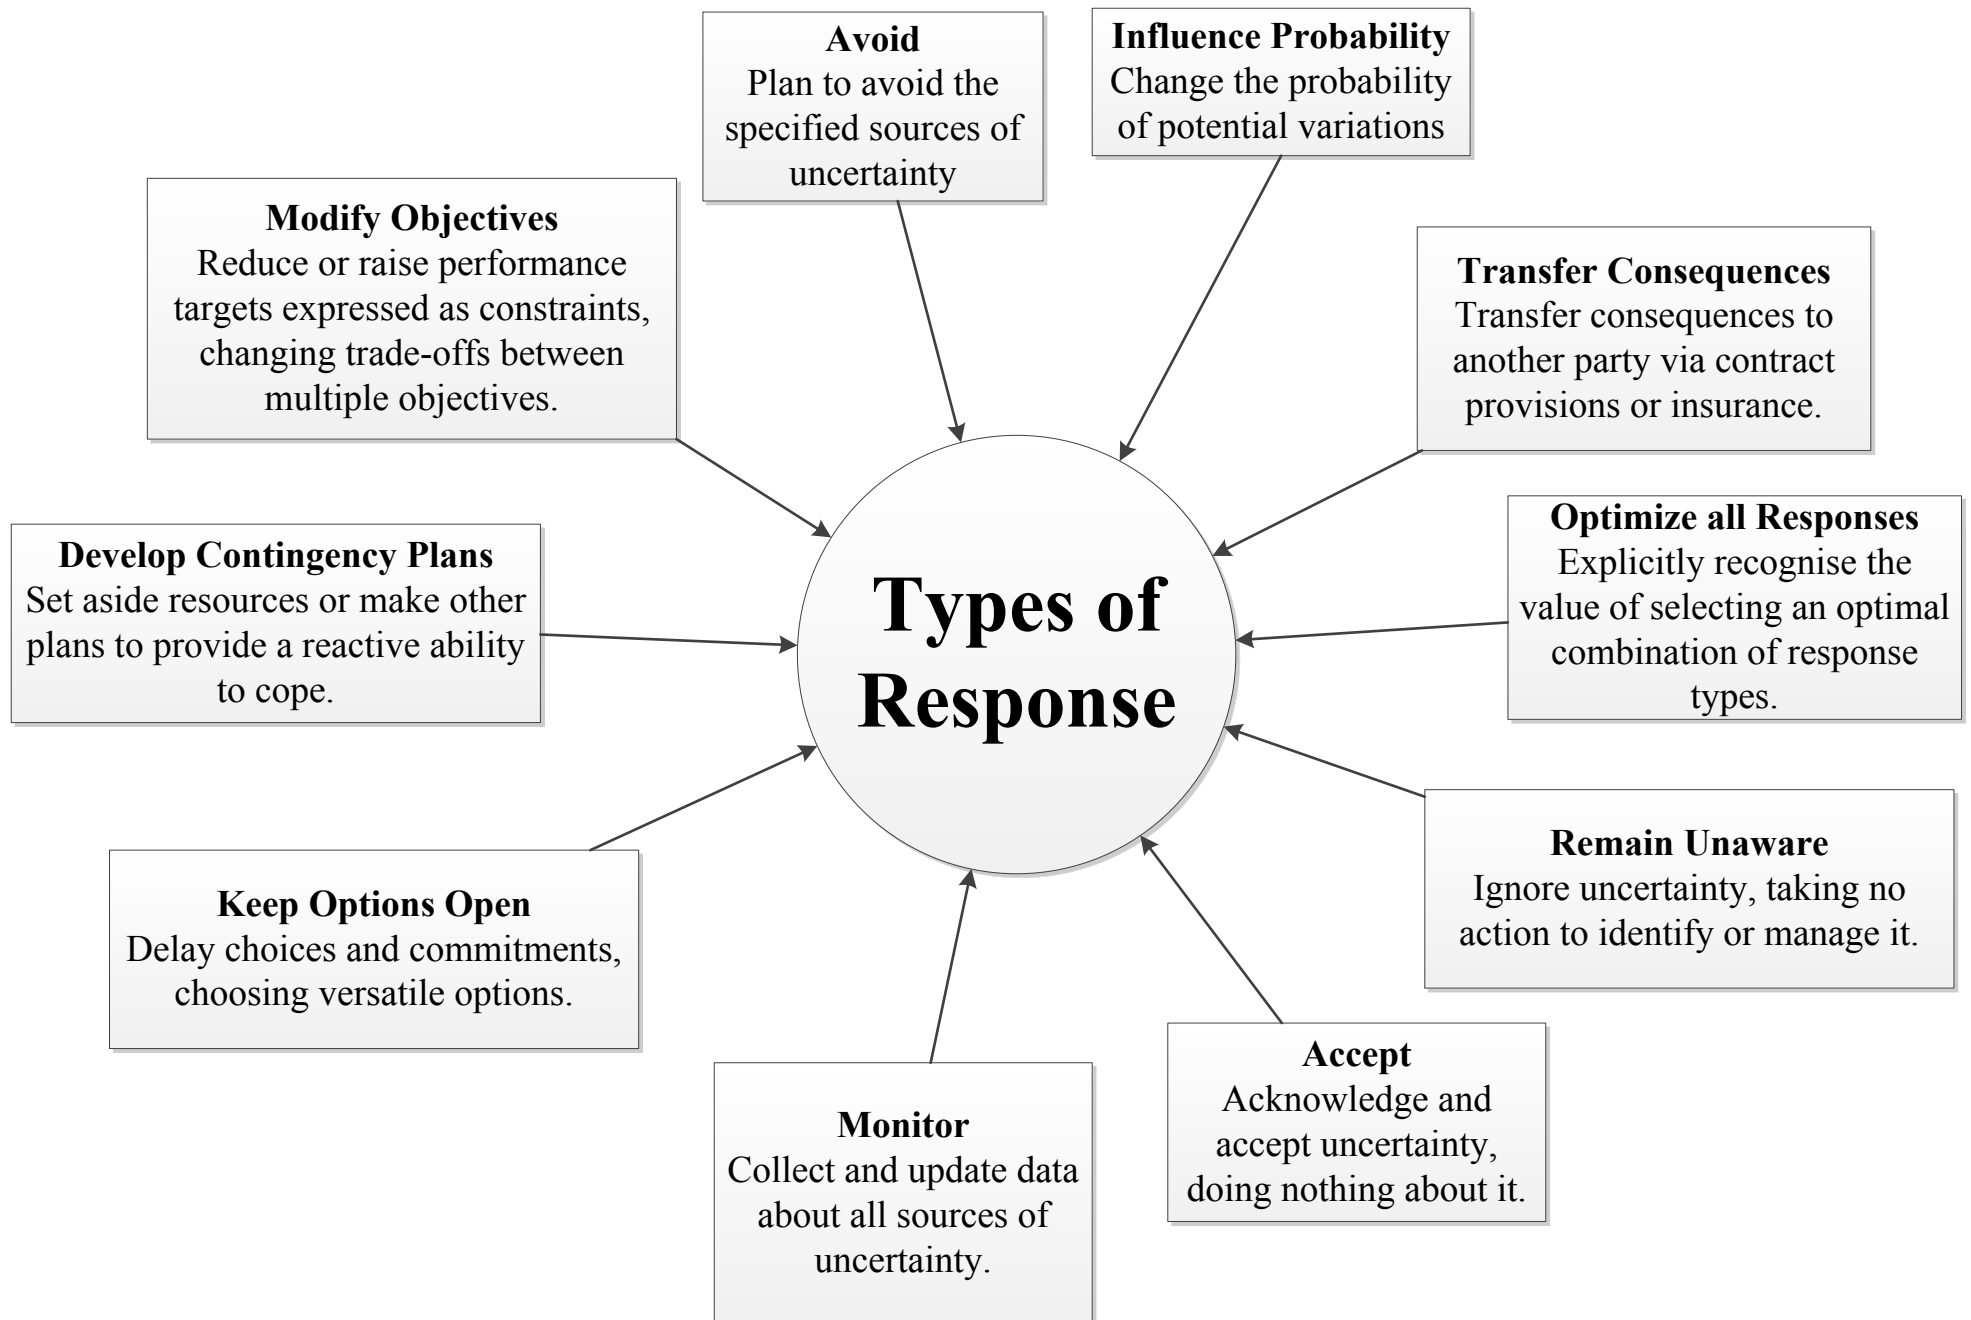 Avoid
Plan to avoid the
specified sources of
uncertainty
Influence Probability
Change the probability
of potential variations
Modify Objectives
Reduce or raise performance
targets expressed as constraints,
changing trade-offs between
multiple objectives.
Transfer Consequences
Transfer consequences to
another party via contract
provisions or insurance.
Develop Contingency Plans
Set aside resources or make other
plans to provide a reactive ability
to cope.
Types of
Response
Optimize all Responses
Explicitly recognise the
value of selecting an optimal
combination of response
types.
Keep Options Open
Delay choices and commitments,
choosing versatile options.
Remain Unaware
Ignore uncertainty, taking no
action to identify or manage it.
Monitor
Collect and update data
about all sources of
uncertainty.
Accept
Acknowledge and
accept uncertainty,
doing nothing about it.